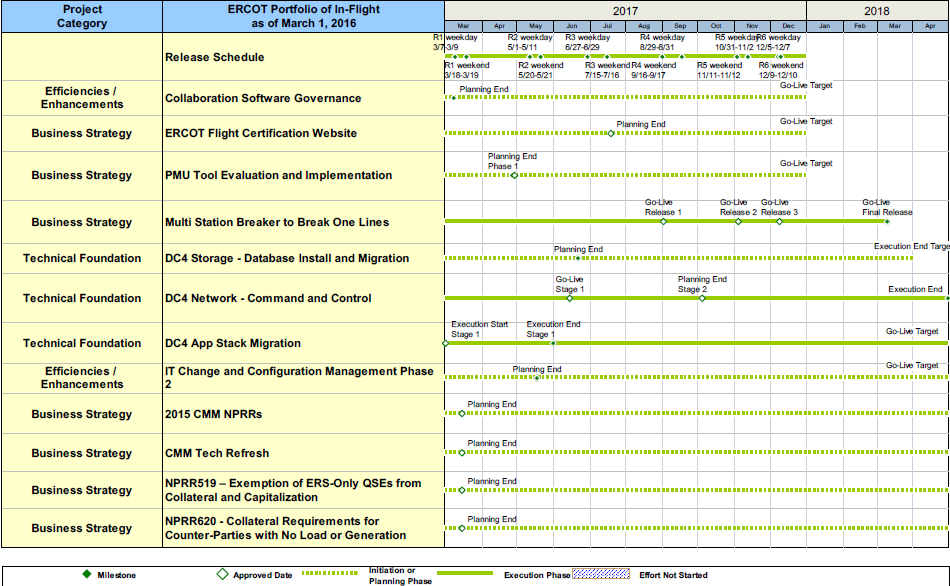 Project
Category
ERCOT Portfolio of In-Flight
as of March 1, 2016
2017
2018
Mar Apr May Jun Jul Aug Sep Oct Nov Dec Jan Feb Mar Apr
Release Schedule
R1 weekday R2 weekday R3 weekday R4 weekday R5 weekday R6 weekday
3/7-3/9 5/1-5/11 6/27-6/29 8/29-8/31 10/31-11/2 12/5-12/7
R1 weekend R2 weekend R3 weekend R4 weekend R5 weekend R6 weekend
3/18-3/19 5/20-5/21 7/15-7/16 9/16-9/17 11/11-11/12 12/9-12/10
Efficiencies /
Enhancements
Collaboration Software Governance
Planning End
Go-Live Target
Business Strategy
ERCOT Flight Certification Website
Planning End
Go-Live Target
Business Strategy
PMU Tool Evaluation and Implementation
Planning End
Phase 1
Go-Live Target
Business Strategy
Multi Station Breaker to Break One Lines
Go-Live
Release 1
Go-Live
Release 2
Go-Live
Release 3
Go-Live
Final Release
Technical Foundation
DC4 Storage - Database Install and Migration
Planning End
Execution End Targe
Technical Foundation
DC4 Network - Command and Control
Go-Live
Stage 1
Planning End
Stage 2
Execution End
Technical Foundation
DC4 App Stack Migration
Execution Start
Stage 1
Execution End
Stage 1
Go-Live Target
Efficiencies /
Enhancements
IT Change and Configuration Management Phase
2
Planning End
Go-Live Target
Business Strategy
2015 CMM NPRRs
Planning End
Business Strategy
CMM Tech Refresh
Planning End
Business Strategy
NPRR519 – Exemption of ERS-Only QSEs from
Collateral and Capitalization
Planning End
Business Strategy
NPRR620 - Collateral Requirements for
Counter-Parties with No Load or Generation
Planning End
Milestone
Approved Date
Initiation or
Planning Phase
Execution Phase
Effort Not Started